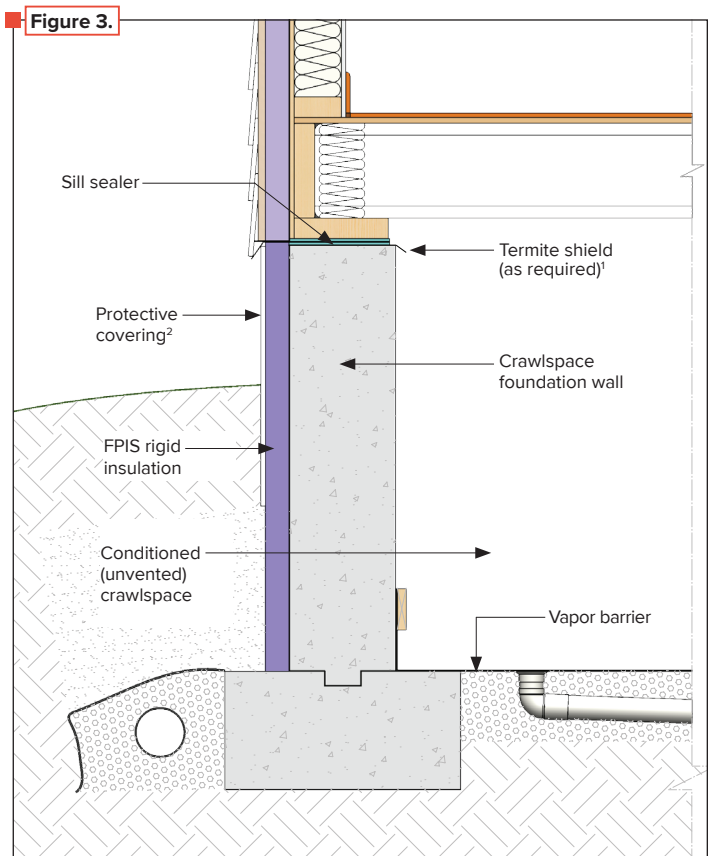 Figure 3.
Sill sealer
Termite shield
(as required)¹
Protective
covering²
Crawlspace
foundation wall
FPIS rigid
insulation
Conditioned
(unvented)
crawlspace
Vapor barrier